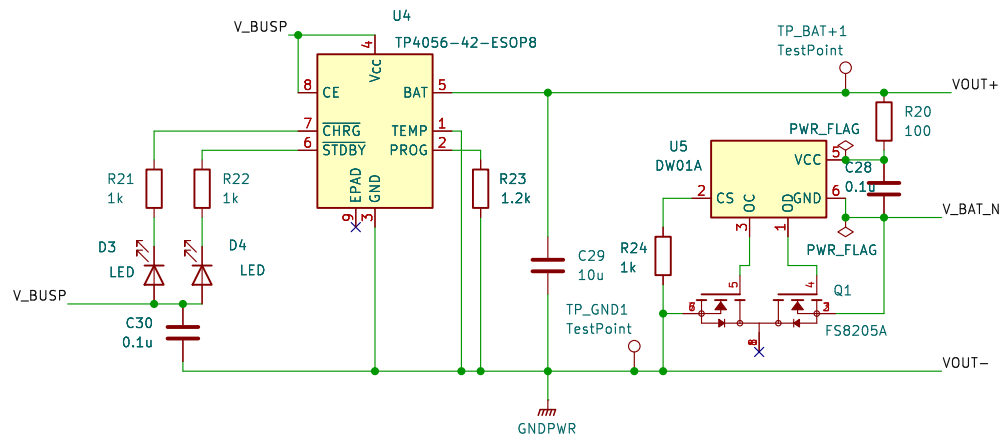 V_BUSP
U4
TP4056-42-ESOP8
4
Vcc
8
CE
BAT
5
7
CHRG
TEMP
1
6
STDBY
PROG
2
EPAD
GND
9
3
R21
1k
R22
1k
R23
1.2k
D3
LED
D4
LED
V_BUSP
C30
0.1u
C29
10u
TP_GND1
TestPoint
GNDPWR
TP_BAT+1
TestPoint
VOUT+
R20
100
PWR_FLAG
U5
DW01A
VCC
5
C28
0.1u
2
CS
OC
OD
GND
6
3
1
V_BAT_N
PWR_FLAG
R24
1k
5
4
Q1
FS8205A
VOUT-